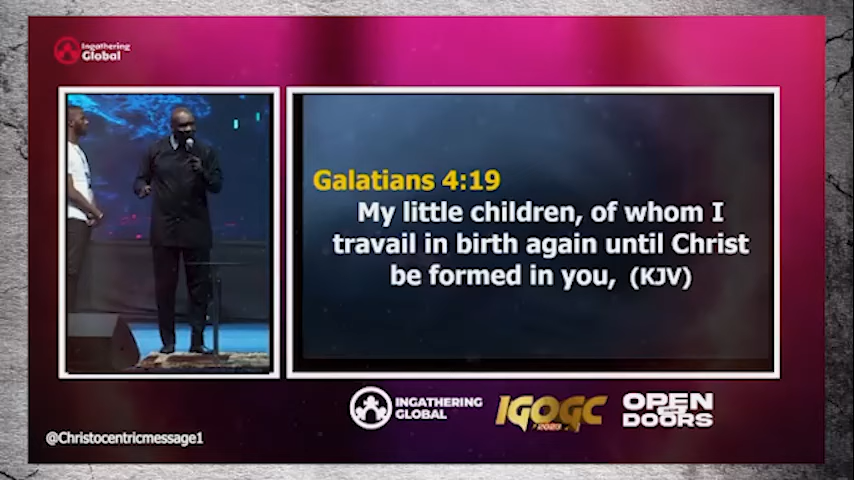 Ingathering
Global
Galatians 4:19
My little children, of whom I
travail in birth again until Christ
be formed in you, (KJV)
INGATHERING
GLOBAL
IGOGC
2023
OPEN
DOORS
@Christocentricmessage1